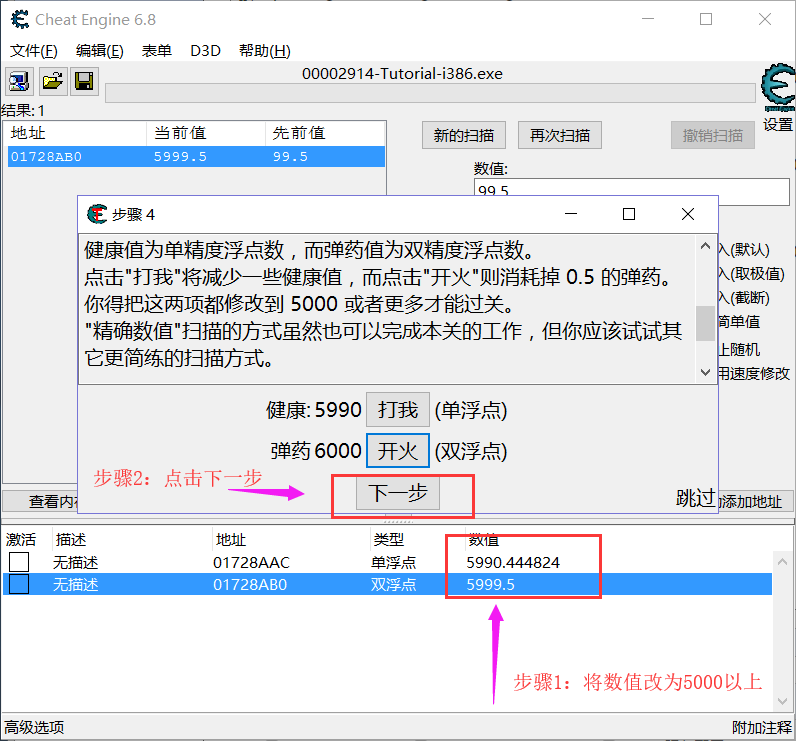 Cheat Engine 6.8
文件(F) 编辑(E) 表单 D3D 帮助(H)
00002914-Tutorial-i386.exe
结果: 1
设置
地址 当前值 先前值
01728AB0 5999.5 99.5
新的扫描 再次扫描 撤销扫描
数值:
99.5
步骤 4
健康值为单精度浮点数，而弹药值为双精度浮点数。
点击"打我"将减少一些健康值，而点击"开火"则消耗掉 0.5 的弹药。
你得把这两项都修改到 5000 或者更多才能过关。
"精确数值"扫描的方式虽然也可以完成本关的工作，但你应该试试其
它更简练的扫描方式。
入(默认)
入(取极值)
入(截断)
简单值
止随机
用速度修改
健康: 5990 打我 (单浮点)
弹药 6000 开火 (双浮点)
步骤2：点击下一步
下一步
跳过
查看内存
添加地址
激活 描述 地址 类型 数值
无描述 01728AAC 单浮点 5990.444824
无描述 01728AB0 双浮点 5999.5
步骤1：将数值改为5000以上
高级选项 附加注释